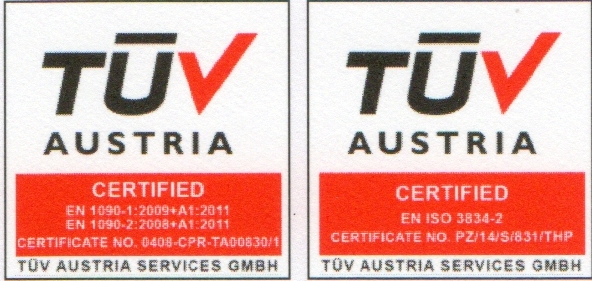 TÜV
AUSTRIA
CERTIFIED
EN 1090-1:2009+A1:2011
EN 1090-2:2008+A1:2011
CERTIFICATE NO. 0408-CPR-TA00830/1
TÜV AUSTRIA SERVICES GMBH
TÜV
AUSTRIA
CERTIFIED
EN ISO 3834-2
CERTIFICATE NO. PZ/14/S/831/THP
TÜV AUSTRIA SERVICES GMBH